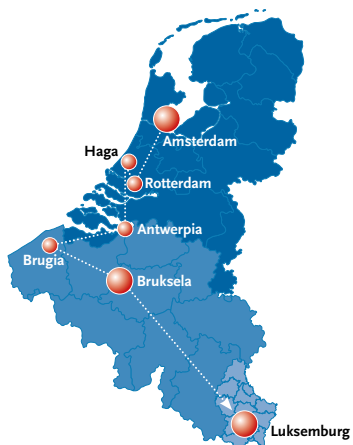 Amsterdam
Haga
Rotterdam
Antwerpia
Brugia
Bruksela
Luksemburg